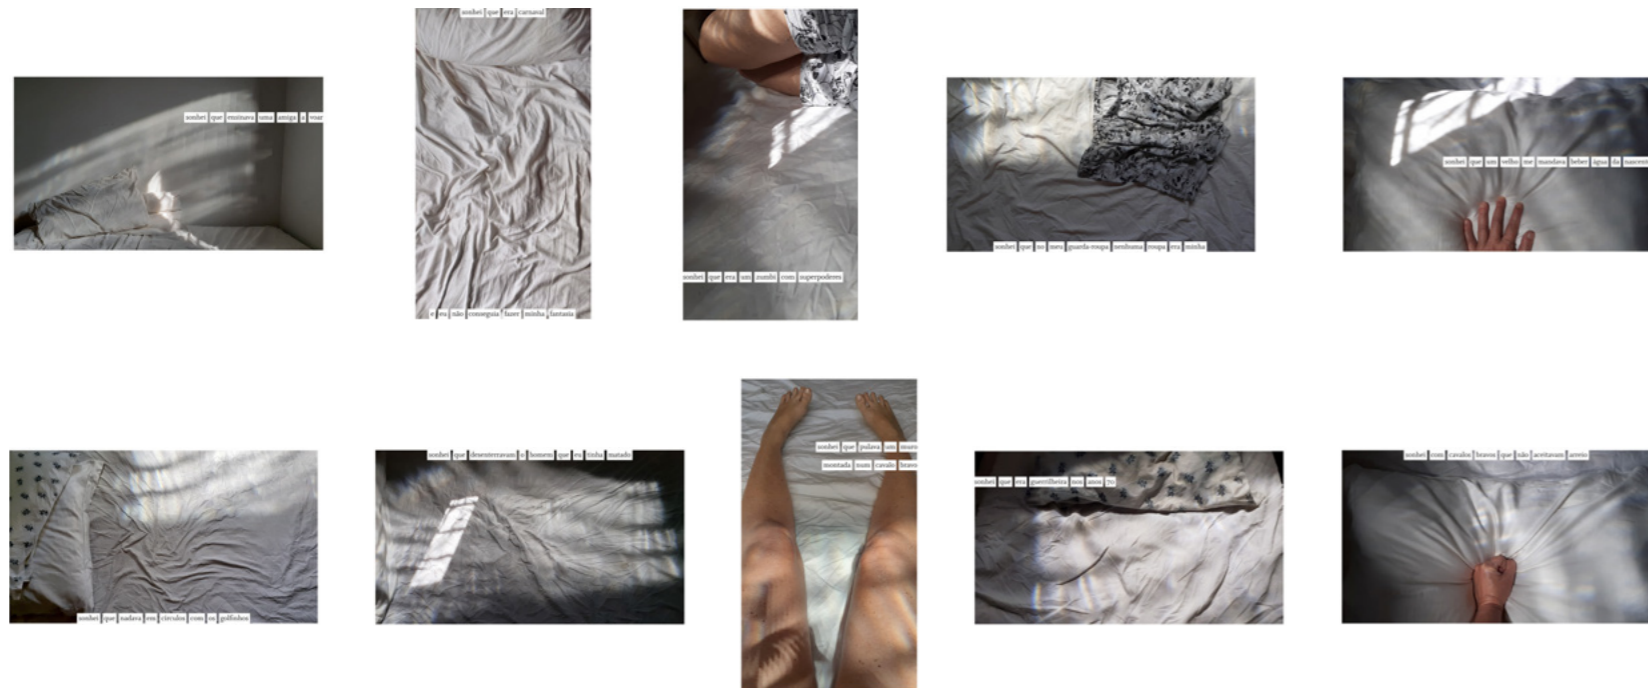 sonhei que ensinava uma amiga a voar
sonhei que era carnaval
e eu não conseguia fazer minha fantasia
sonhei que era um zumbi com superpoderes
sonhei que no meu guarda-roupa nenhuma roupa era minha
sonhei que um velho me mandava beber água da
sonhei que nadava em círculos com os golfinhos
sonhei que desenterravam o homem que eu tinha matado
sonhei que pulava um muro
montada num cavalo bravo
sonhei que era guerrilheira nos anos 70
sonhei com cavalos bravos que não aceitavam arreio